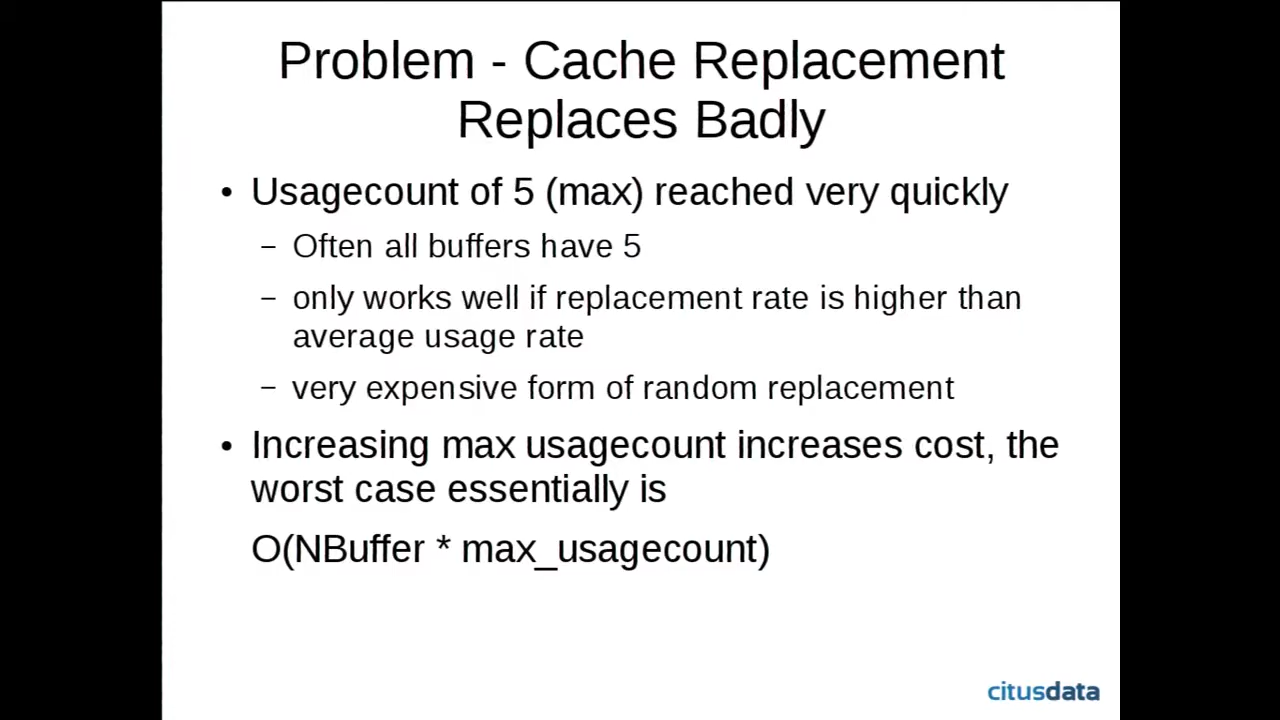 Problem - Cache Replacement
Replaces Badly
• Usagecount of 5 (max) reached very quickly
– Often all buffers have 5
– only works well if replacement rate is higher than
average usage rate
– very expensive form of random replacement
• Increasing max usagecount increases cost, the
worst case essentially is
O(NBuffer * max_usagecount)
citusdata